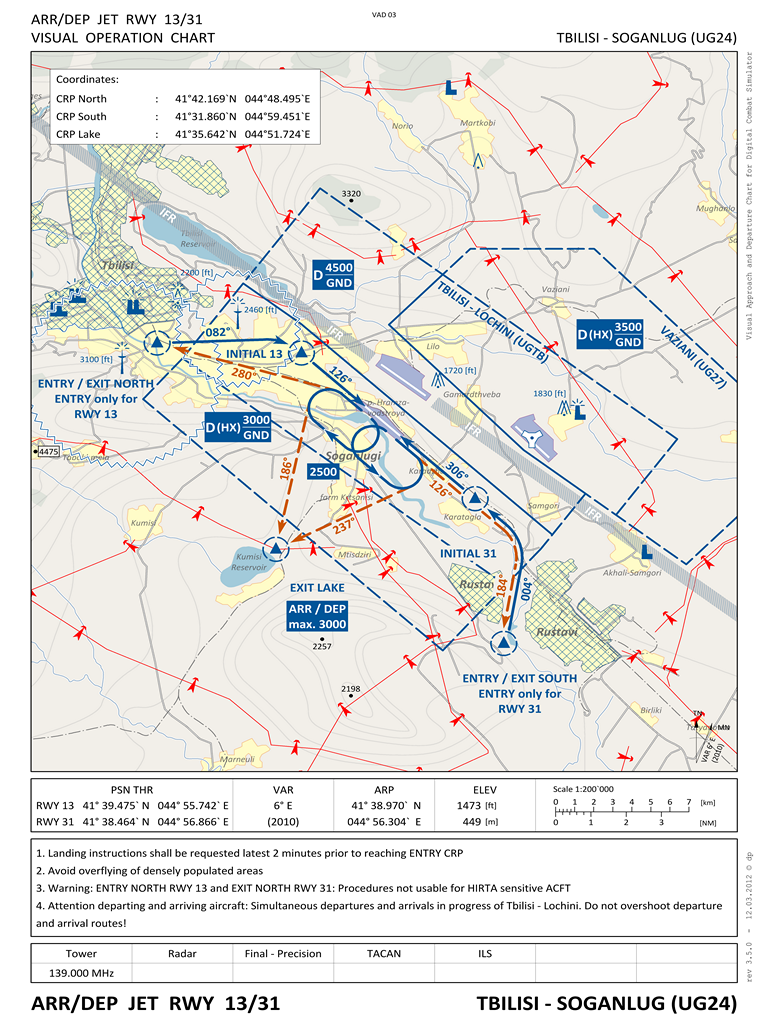 ARR/DEP JET RWY 13/31
VAD 03
VISUAL OPERATION CHART
TBILISI - SOGANLUG (UG24)
Coordinates:
CRP North : 41°42.169`N 044°48.495`E
CRP South : 41°31.860`N 044°59.451`E
CRP Lake : 41°35.642`N 044°51.724`E
Norio
Martkobi
3320
Mughanlo
IFR
Tbilisi
Reservoir
Tbilisi
2200 [ft]
D 4500
GND
Vaziani
TBILISI - LOCHINI (UGTB)
VAZIANI (UG27)
2460 [ft]
D (HX) 3500
GND
082°
INITIAL 13
3100 [ft]
280°
126°
IFR
Lilo
1720 [ft]
Gamardthveba
1830 [ft]
ENTRY / EXIT NORTH
ENTRY only for
RWY 13
D (HX) 3000
GND
IFR
4475
Soganlugi
2500
186°
306°
126°
farm Krtsanisi
237°
Karatagla
Samgori
IFR
Kumisi
Kumisi
Reservoir
Mtisdziri
INITIAL 31
Akhali-Samgori
EXIT LAKE
ARR / DEP
max. 3000
Rustavi
184°
004°
Rustavi
2257
ENTRY / EXIT SOUTH
ENTRY only for
RWY 31
2198
Birliki
TN
MN
VAR 6° E
(2010)
Marneuli
PSN THR VAR ARP ELEV Scale 1:200`000
RWY 13 41° 39.475` N 044° 55.742` E 6° E 41° 38.970` N 1473 [ft] 0 1 2 3 4 5 6 7 [km]
RWY 31 41° 38.464` N 044° 56.866` E (2010) 044° 56.304` E 449 [m] 0 1 2 3 [NM]
1. Landing instructions shall be requested latest 2 minutes prior to reaching ENTRY CRP
2. Avoid overflying of densely populated areas
3. Warning: ENTRY NORTH RWY 13 and EXIT NORTH RWY 31: Procedures not usable for HIRTA sensitive ACFT
4. Attention departing and arriving aircraft: Simultaneous departures and arrivals in progress of Tbilisi - Lochini. Do not overshoot departure
and arrival routes!
Tower Radar Final - Precision TACAN ILS
139.000 MHz
ARR/DEP JET RWY 13/31
TBILISI - SOGANLUG (UG24)
Visual Approach and Departure Chart for Digital Combat Simulator
rev 3.5.0 - 12.03.2012 © dp